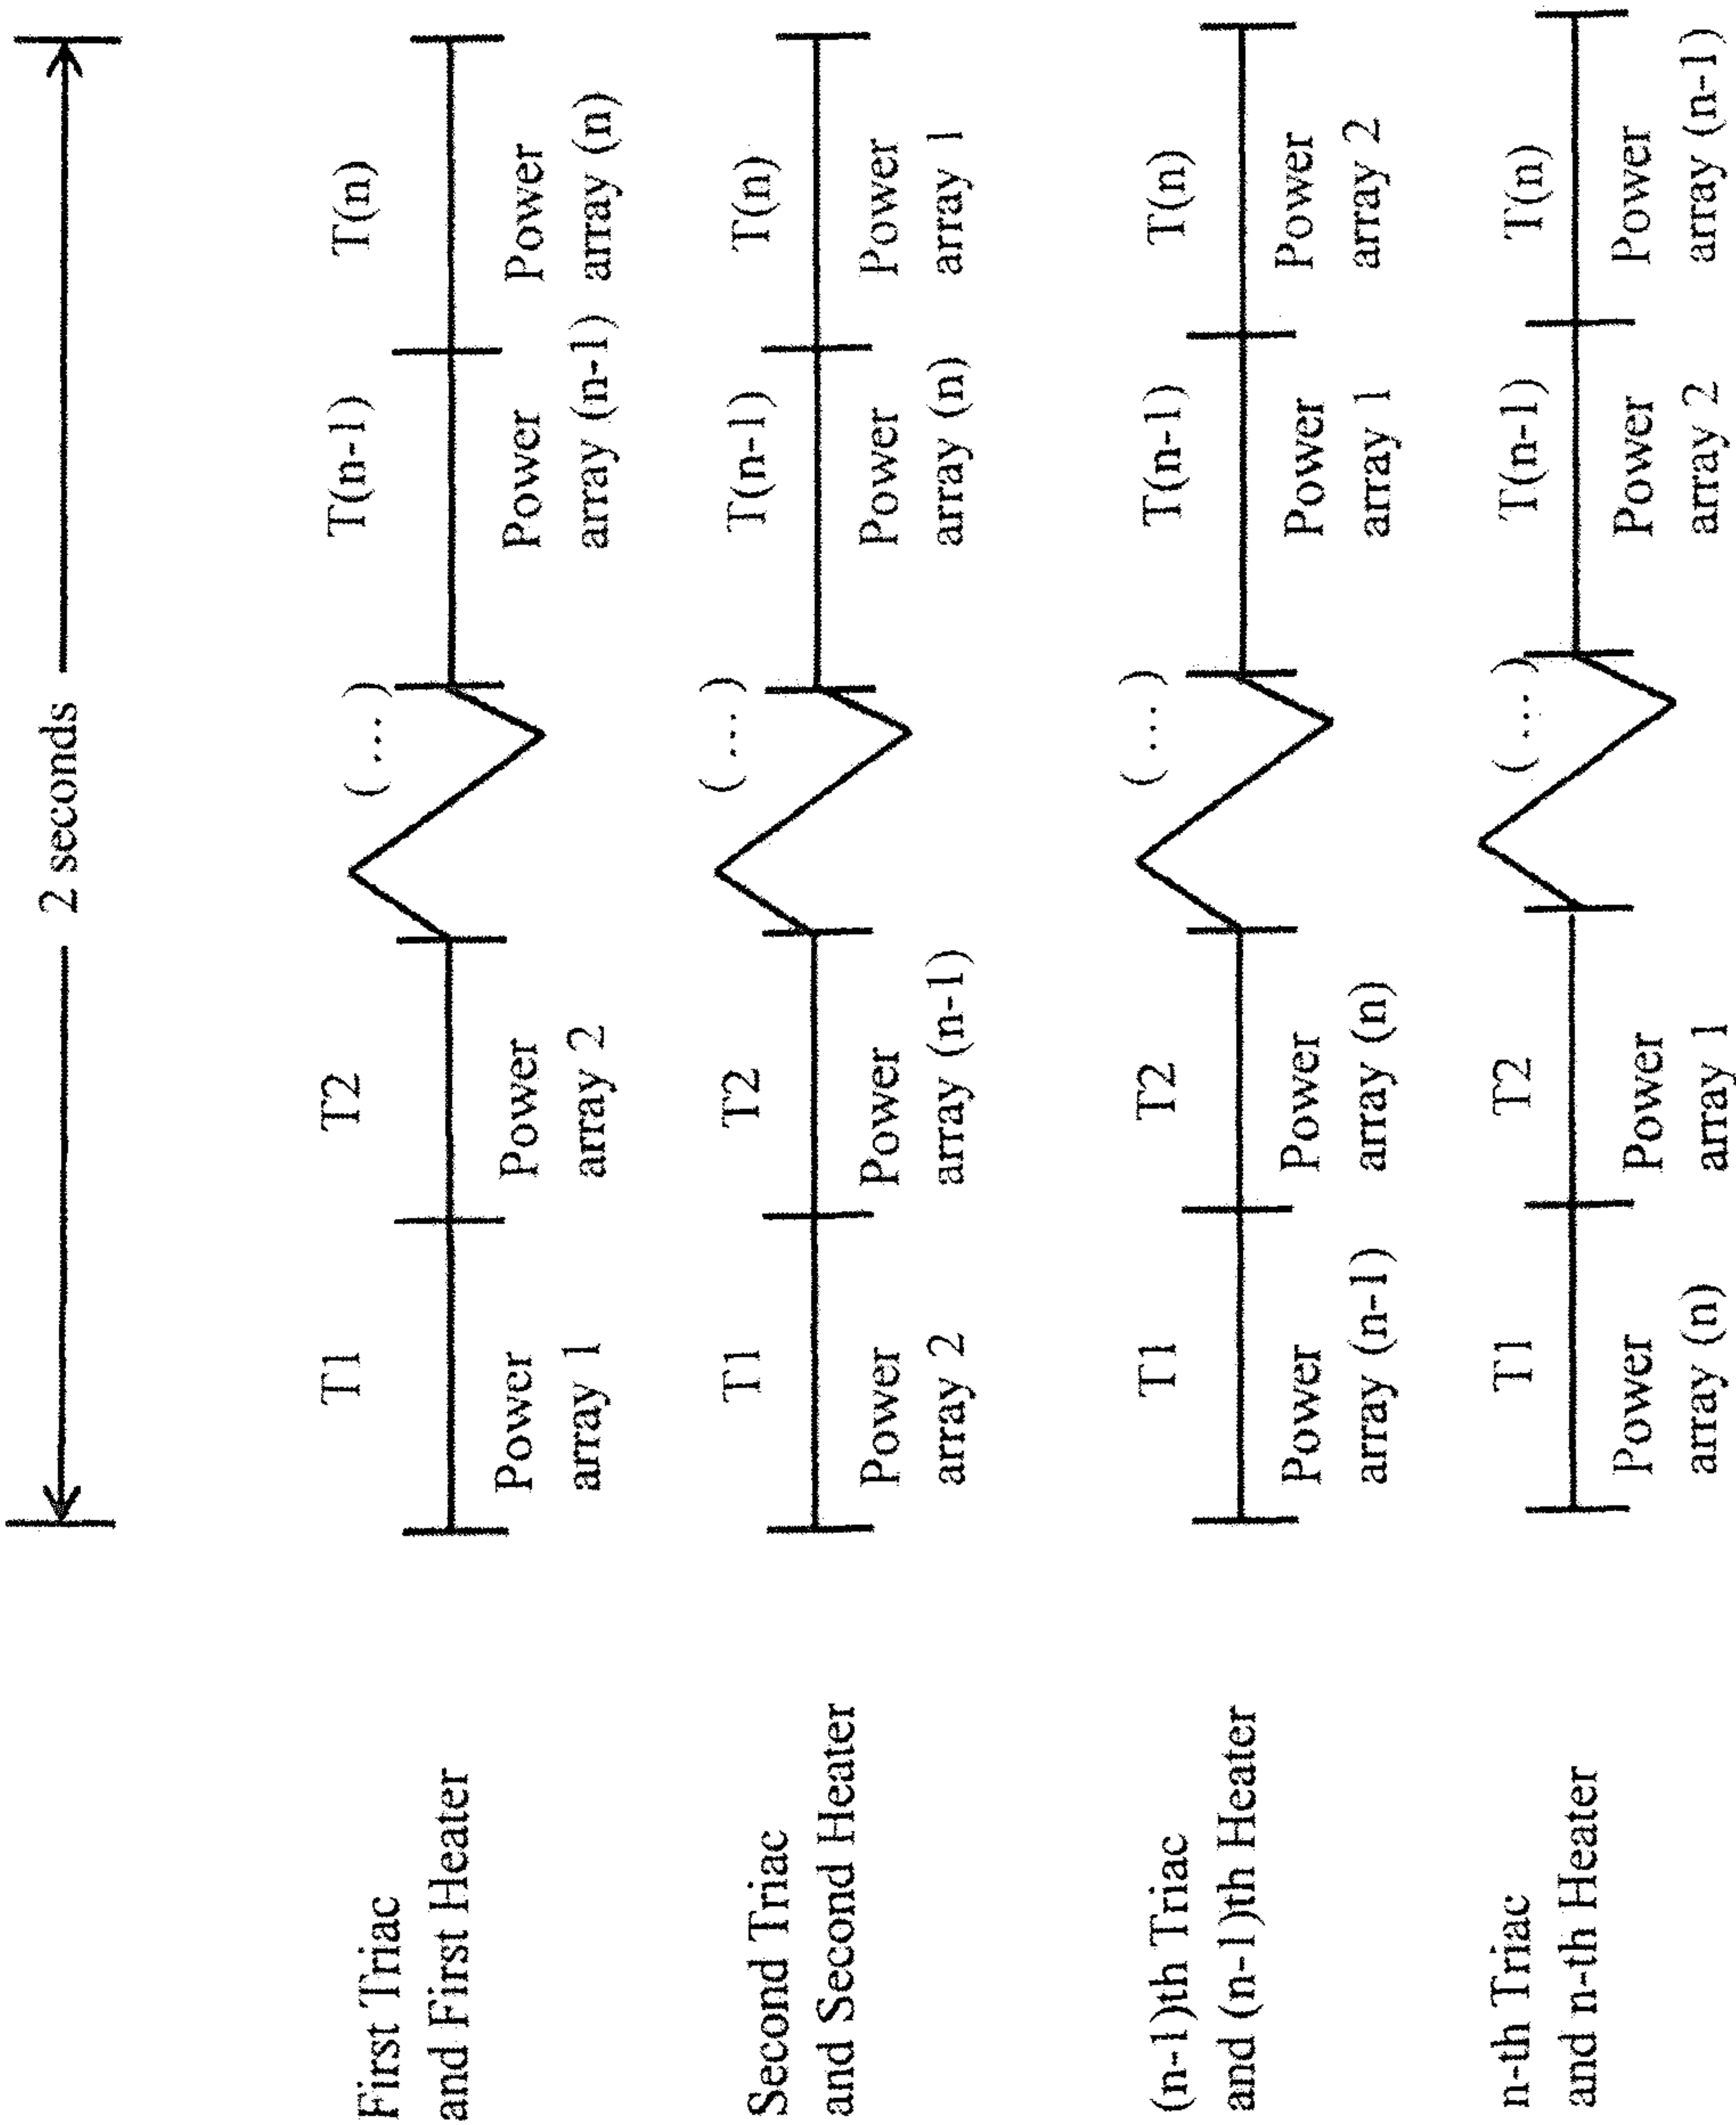 2 seconds
First Triac
and First Heater
T1
T2
( ... )
T(n-1)
T(n)
Power
array 1
Power
array 2
Power
array (n-1)
Power
array (n)
Second Triac
and Second Heater
T1
T2
( ... )
T(n-1)
T(n)
Power
array 2
Power
array (n-1)
Power
array (n)
Power
array 1
(n-1)th Triac
and (n-1)th Heater
T1
T2
( ... )
T(n-1)
T(n)
Power
array (n-1)
Power
array (n)
Power
array 1
Power
array 2
n-th Triac
and n-th Heater
T1
T2
( ... )
T(n-1)
T(n)
Power
array (n)
Power
array 1
Power
array 2
Power
array (n-1)